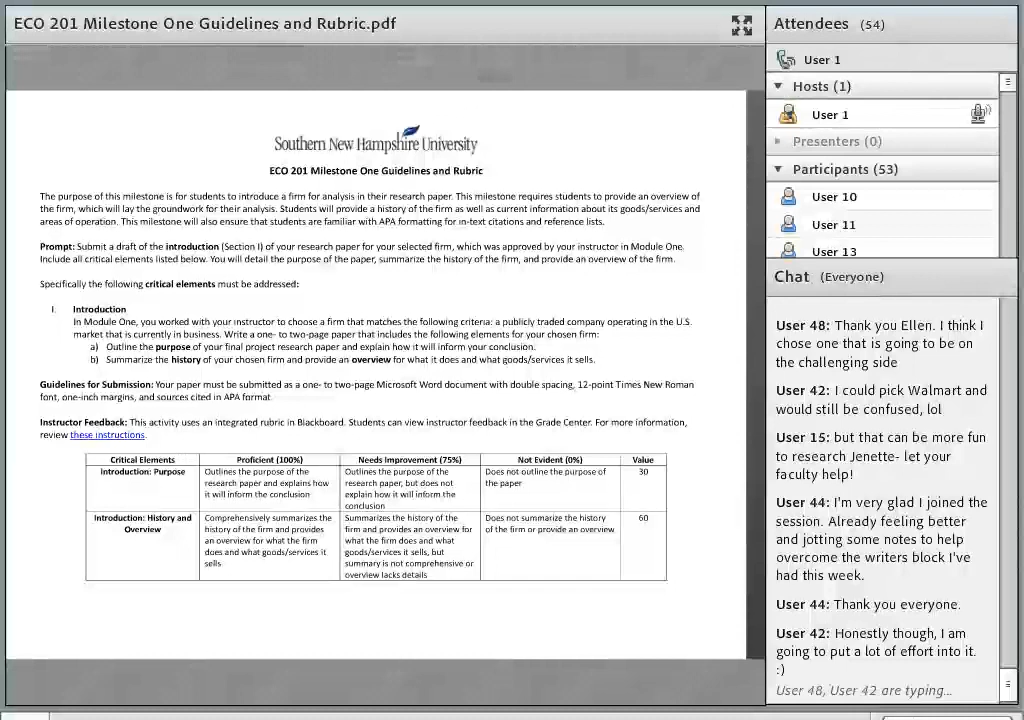 ECO 201 Milestone One Guidelines and Rubric.pdf
Southern New Hampshire University
ECO 201 Milestone One Guidelines and Rubric
The purpose of this milestone is for students to introduce a firm for analysis in their research paper. This milestone requires students to provide an overview of
the firm, which will lay the groundwork for their analysis. Students will provide a history of the firm as well as current information about its goods/services and
areas of operation. This milestone will also ensure that students are familiar with APA formatting for in-text citations and reference lists.
Prompt: Submit a draft of the introduction (Section I) of your research paper for your selected firm, which was approved by your instructor in Module One.
Include all critical elements listed below. You will detail the purpose of the paper, summarize the history of the firm, and provide an overview of the firm.
Specifically the following critical elements must be addressed:
I. Introduction
In Module One, you worked with your instructor to choose a firm that matches the following criteria: a publicly traded company operating in the U.S.
market that is currently in business. Write a one- to two-page paper that includes the following elements for your chosen firm:
a) Outline the purpose of your final project research paper and explain how it will inform your conclusion.
b) Summarize the history of your chosen firm and provide an overview for what it does and what goods/services it sells.
Guidelines for Submission: Your paper must be submitted as a one- to two-page Microsoft Word document with double spacing, 12-point Times New Roman
font, one-inch margins, and sources cited in APA format.
Instructor Feedback: This activity uses an integrated rubric in Blackboard. Students can view instructor feedback in the Grade Center. For more information,
review these instructions.
Critical Elements Proficient (100%) Needs Improvement (75%) Not Evident (0%) Value
Introduction: Purpose
Outlines the purpose of the
research paper and explains how
it will inform the conclusion
Outlines the purpose of the
research paper, but does not
explain how it will inform the
conclusion
Does not outline the purpose of
the paper
30
Introduction: History and
Overview
Comprehensively summarizes the
history of the firm and provides
an overview for what the firm
does and what goods/services it
sells
Summarizes the history of the
firm and provides an overview for
what the firm does and what
goods/services it sells, but
summary is not comprehensive or
overview lacks details
Does not summarize the history
of the firm or provide an overview
60
Attendees (54)
User 1
Hosts (1)
User 1
Presenters (0)
Participants (53)
User 10
User 11
User 13
Chat (Everyone)
User 48: Thank you Ellen. I think I
chose one that is going to be on
the challenging side
User 42: I could pick Walmart and
would still be confused, lol
User 15: but that can be more fun
to research Jenette- let your
faculty help!
User 44: I'm very glad I joined the
session. Already feeling better
and jotting some notes to help
overcome the writers block I've
had this week.
User 44: Thank you everyone.
User 42: Honestly though, I am
going to put a lot of effort into it.
:)
User 48, User 42 are typing...